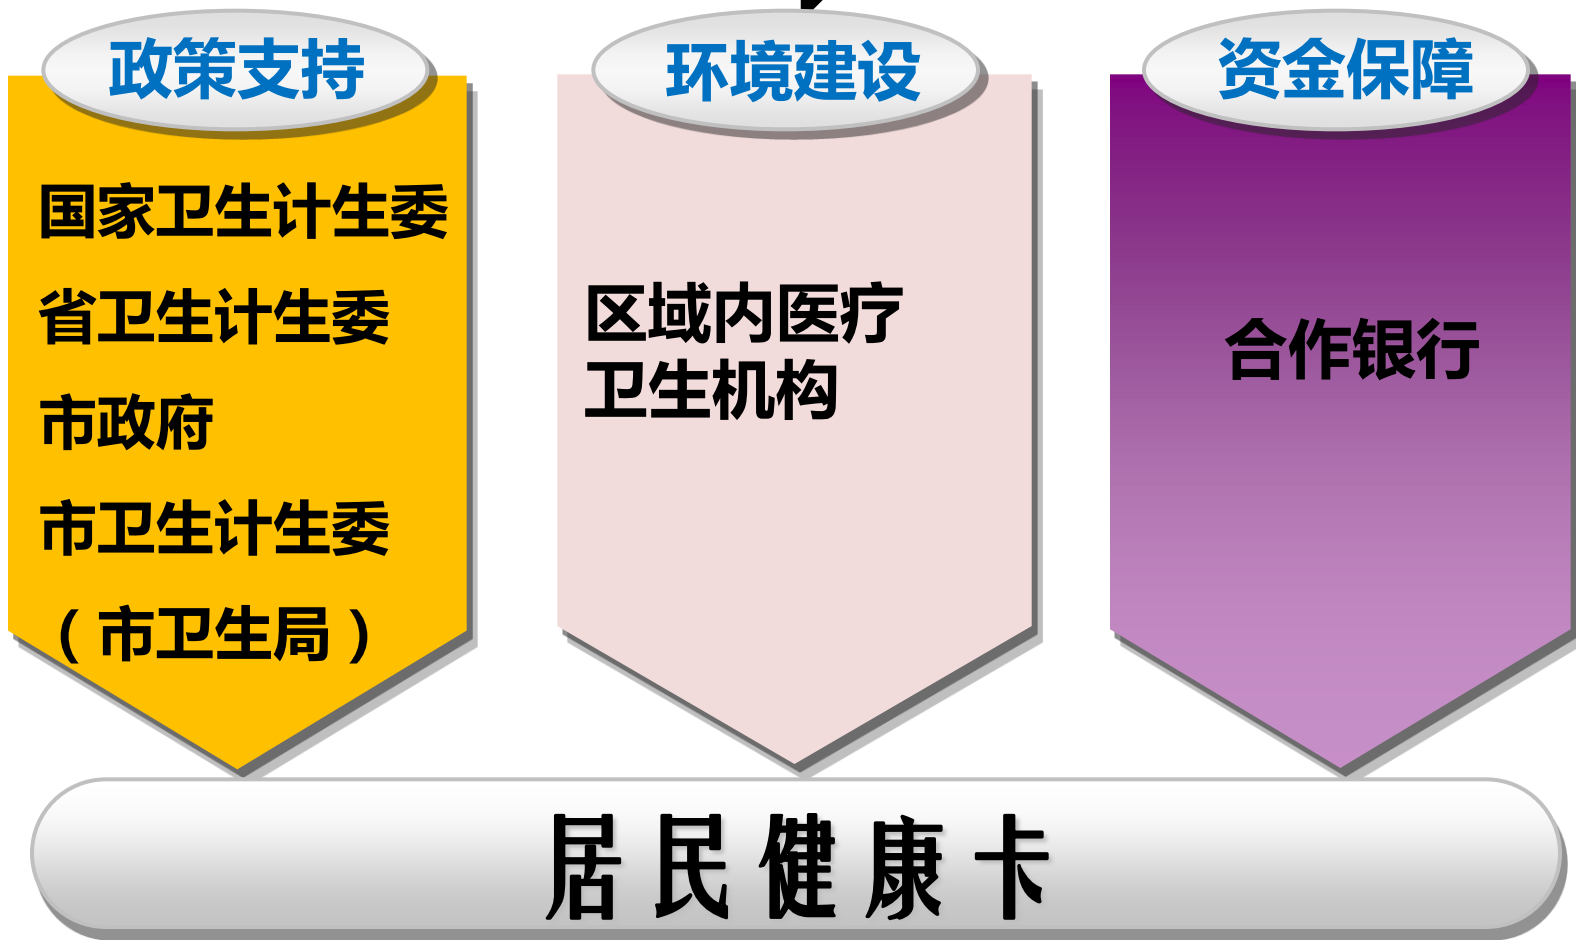 政策支持
国家卫生计生委
省卫生计生委
市政府
市卫生计生委
（市卫生局）
环境建设
区域内医疗
卫生机构
资金保障
合作银行
居民健康卡